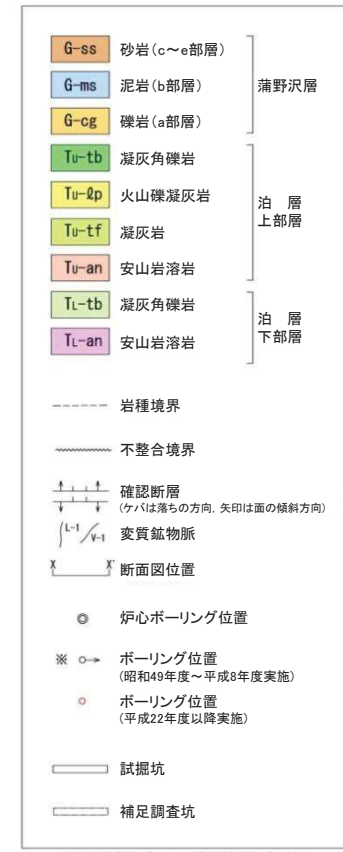 G-ss 砂岩(c～e部層)
G-ms 泥岩(b部層) 蒲野沢層
G-cg 礫岩(a部層)
TU-tb 凝灰角礫岩
TU-ℓp 火山礫凝灰岩 泊 層
上部層
TU-tf 凝灰岩
TU-an 安山岩溶岩
TL-tb 凝灰角礫岩 泊 層
下部層
TL-an 安山岩溶岩
岩種境界
不整合境界
確認断層
(ケバは落ちの方向，矢印は面の傾斜方向)
L-1 V-1 変質鉱物脈
X X' 断面図位置
炉心ボーリング位置
※ ボーリング位置
(昭和49年度～平成8年度実施)
ボーリング位置
(平成22年度以降実施)
試掘坑
補足調査坑